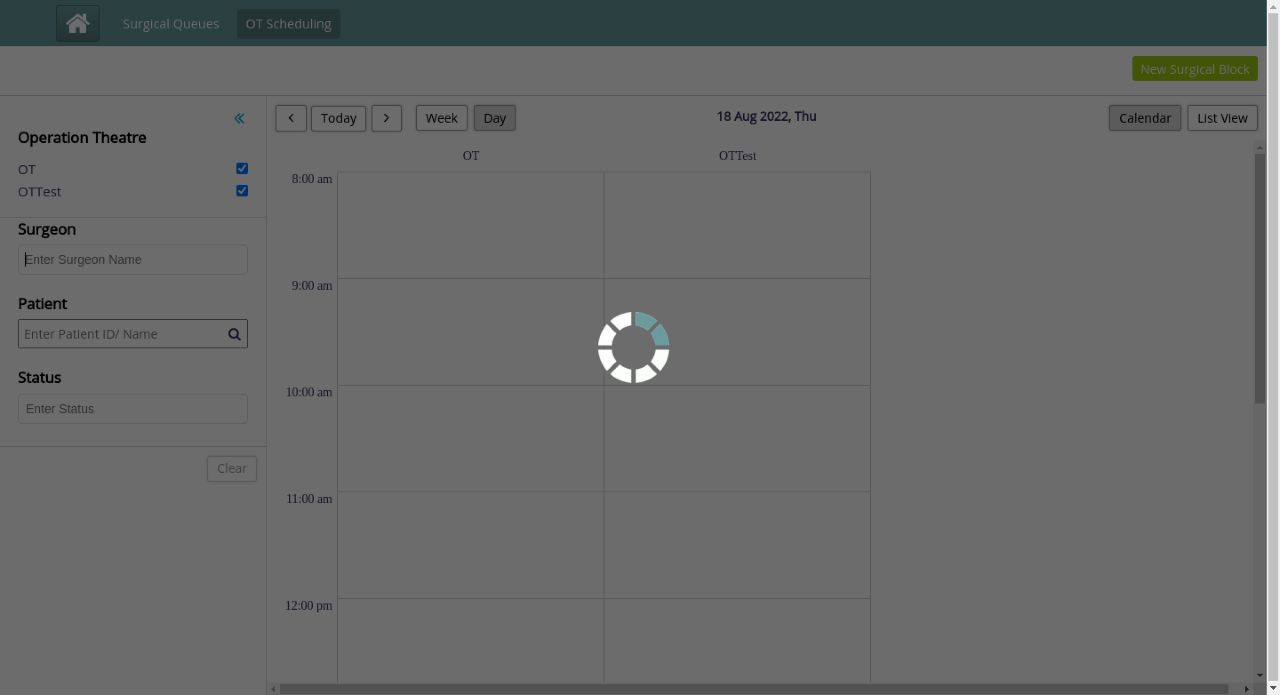 Surgical Queues OT Scheduling
New Surgical Block
Operation Theatre
OT
OTTest
Surgeon
Enter Surgeon Name
Patient
Enter Patient ID/ Name
Status
Enter Status
Clear
Today Week Day 18 Aug 2022, Thu Calendar List View
OT OTTest
8:00 am
9:00 am
10:00 am
11:00 am
12:00 pm